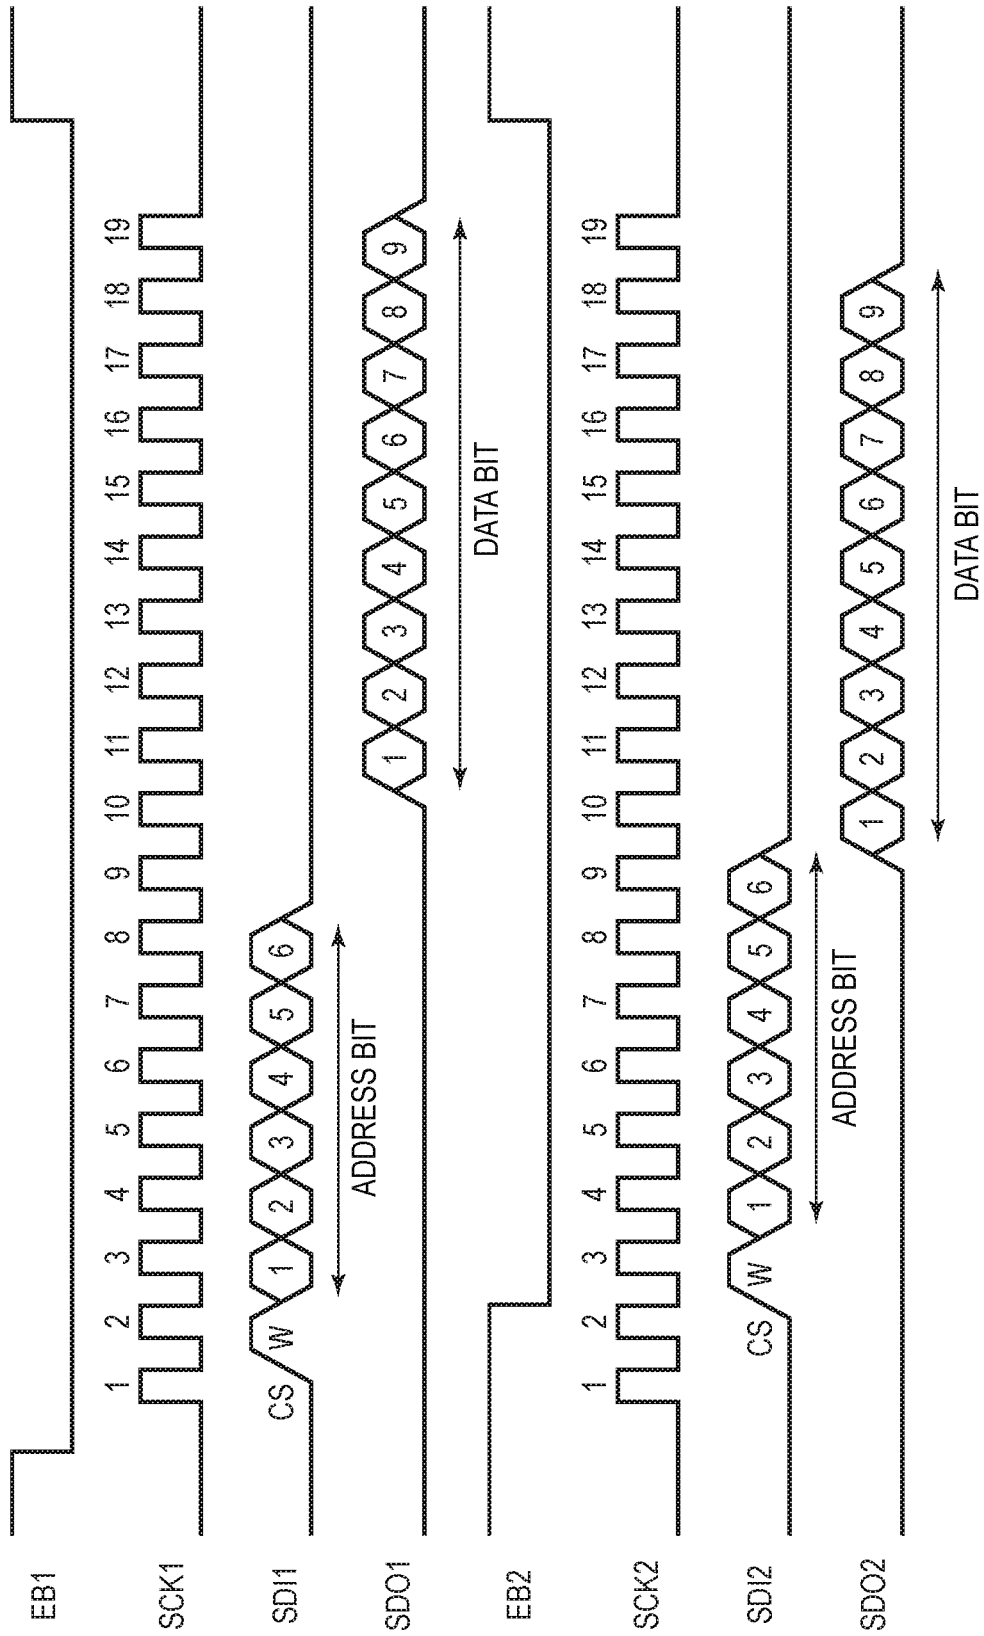 EB1
SCK1 1 2 3 4 5 6 7 8 9 10 11 12 13 14 15 16 17 18 19
SDI1 CS W 1 2 3 4 5 6
ADDRESS BIT
SDO1 1 2 3 4 5 6 7 8 9
DATA BIT
EB2
SCK2 1 2 3 4 5 6 7 8 9 10 11 12 13 14 15 16 17 18 19
SDI2 CS W 1 2 3 4 5 6
ADDRESS BIT
SDO2 1 2 3 4 5 6 7 8 9
DATA BIT